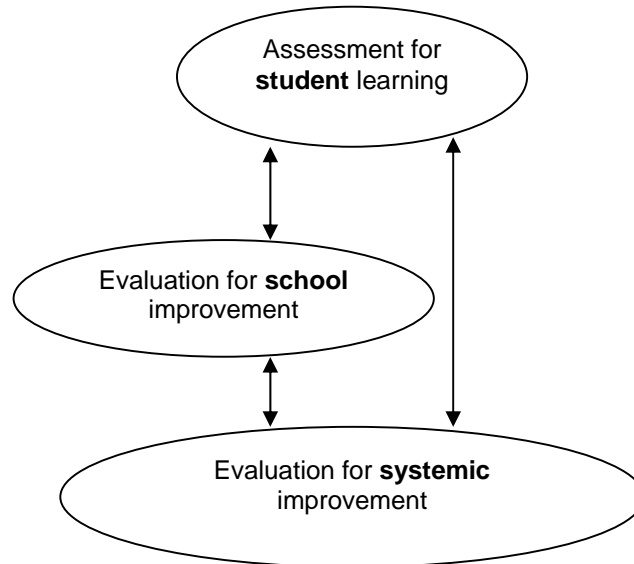 Assessment for
student learning
Evaluation for school
improvement
Evaluation for systemic
improvement